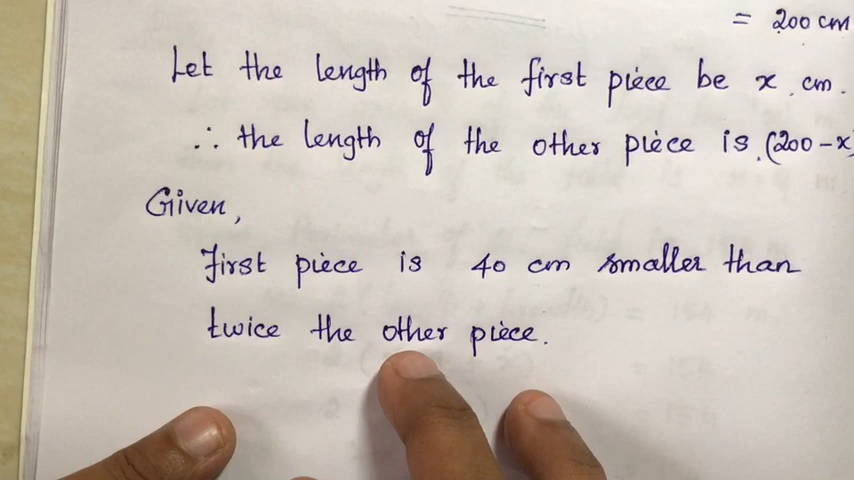 = 200 cm
Let the length of the first piece be x cm.
∴ the length of the other piece is (200 - x)
Given,
First piece is 40 cm smaller than
twice the other piece.